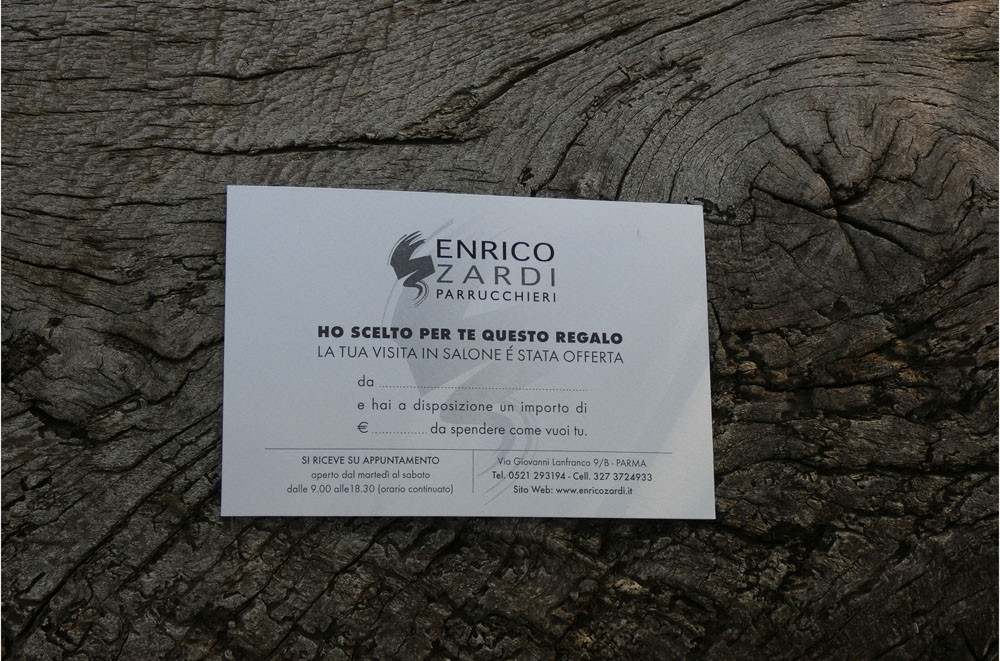 ENRICO
ZARDI
PARRUCCHIERI
HO SCELTO PER TE QUESTO REGALO
LA TUA VISITA IN SALONE É STATA OFFERTA
da ......................................................
e hai a disposizione un importo di
€ .............. da spendere come vuoi tu.
SI RICEVE SU APPUNTAMENTO
aperto dal martedì al sabato
dalle 9.00 alle18.30 (orario continuato)
Via Giovanni Lanfranco 9/B - PARMA
Tel. 0521 293194 - Cell. 327 3724933
Sito Web: www.enricozardi.it